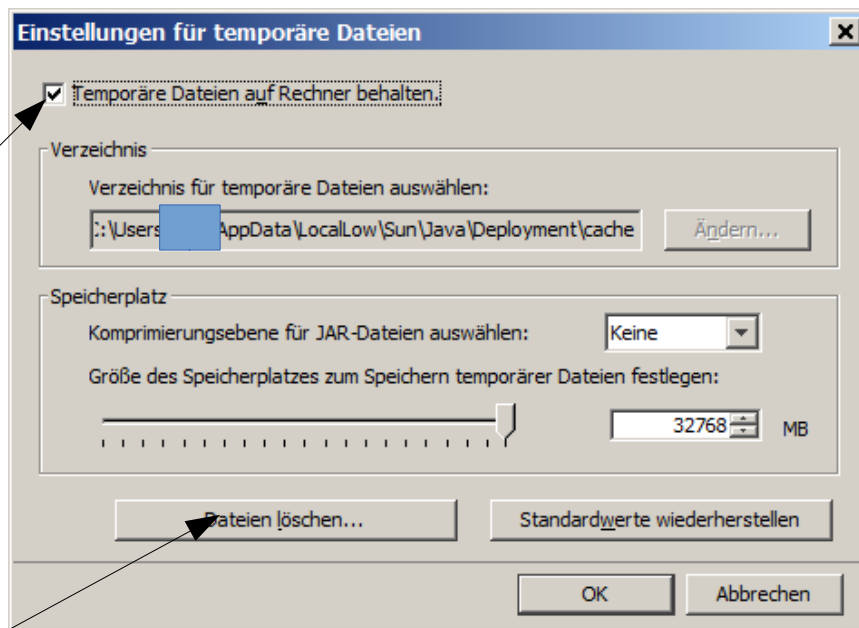 Einstellungen für temporäre Dateien
Temporäre Dateien auf Rechner behalten.
Verzeichnis
Verzeichnis für temporäre Dateien auswählen:
C:\Users AppData\LocalLow\Sun\Java\Deployment\cache
Ändern...
Speicherplatz
Komprimierungsebene für JAR-Dateien auswählen: Keine
Größe des Speicherplatzes zum Speichern temporärer Dateien festlegen:
32768 MB
Dateien löschen... Standardwerte wiederherstellen
OK Abbrechen